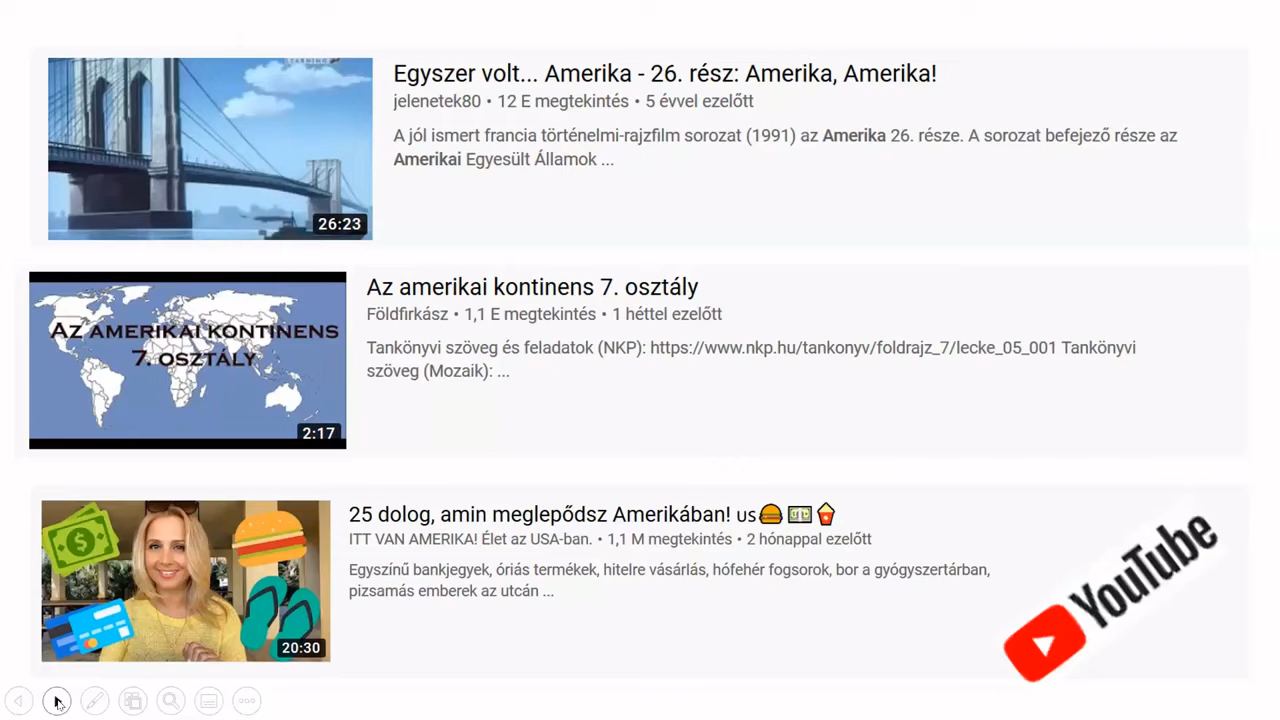 Egyszer volt... Amerika - 26. rész: Amerika, Amerika!
jelenetek80 • 12 E megtekintés • 5 évvel ezelőtt
A jól ismert francia történelmi-rajzfilm sorozat (1991) az Amerika 26. része. A sorozat befejező része az
Amerikai Egyesült Államok ...
26:23
Az amerikai kontinens 7. osztály
Földfirkász • 1,1 E megtekintés • 1 héttel ezelőtt
AZ AMERIKAI KONTINENS
7. OSZTÁLY
Tankönyvi szöveg és feladatok (NKP): https://www.nkp.hu/tankonyv/foldrajz_7/lecke_05_001 Tankönyvi
szöveg (Mozaik): ...
2:17
25 dolog, amin meglepődsz Amerikában! US
ITT VAN AMERIKA! Élet az USA-ban. • 1,1 M megtekintés • 2 hónappal ezelőtt
Egyszínű bankjegyek, óriás termékek, hitelre vásárlás, hófehér fogsorok, bor a gyógyszertárban,
pizsamás emberek az utcán ...
20:30
YouTube